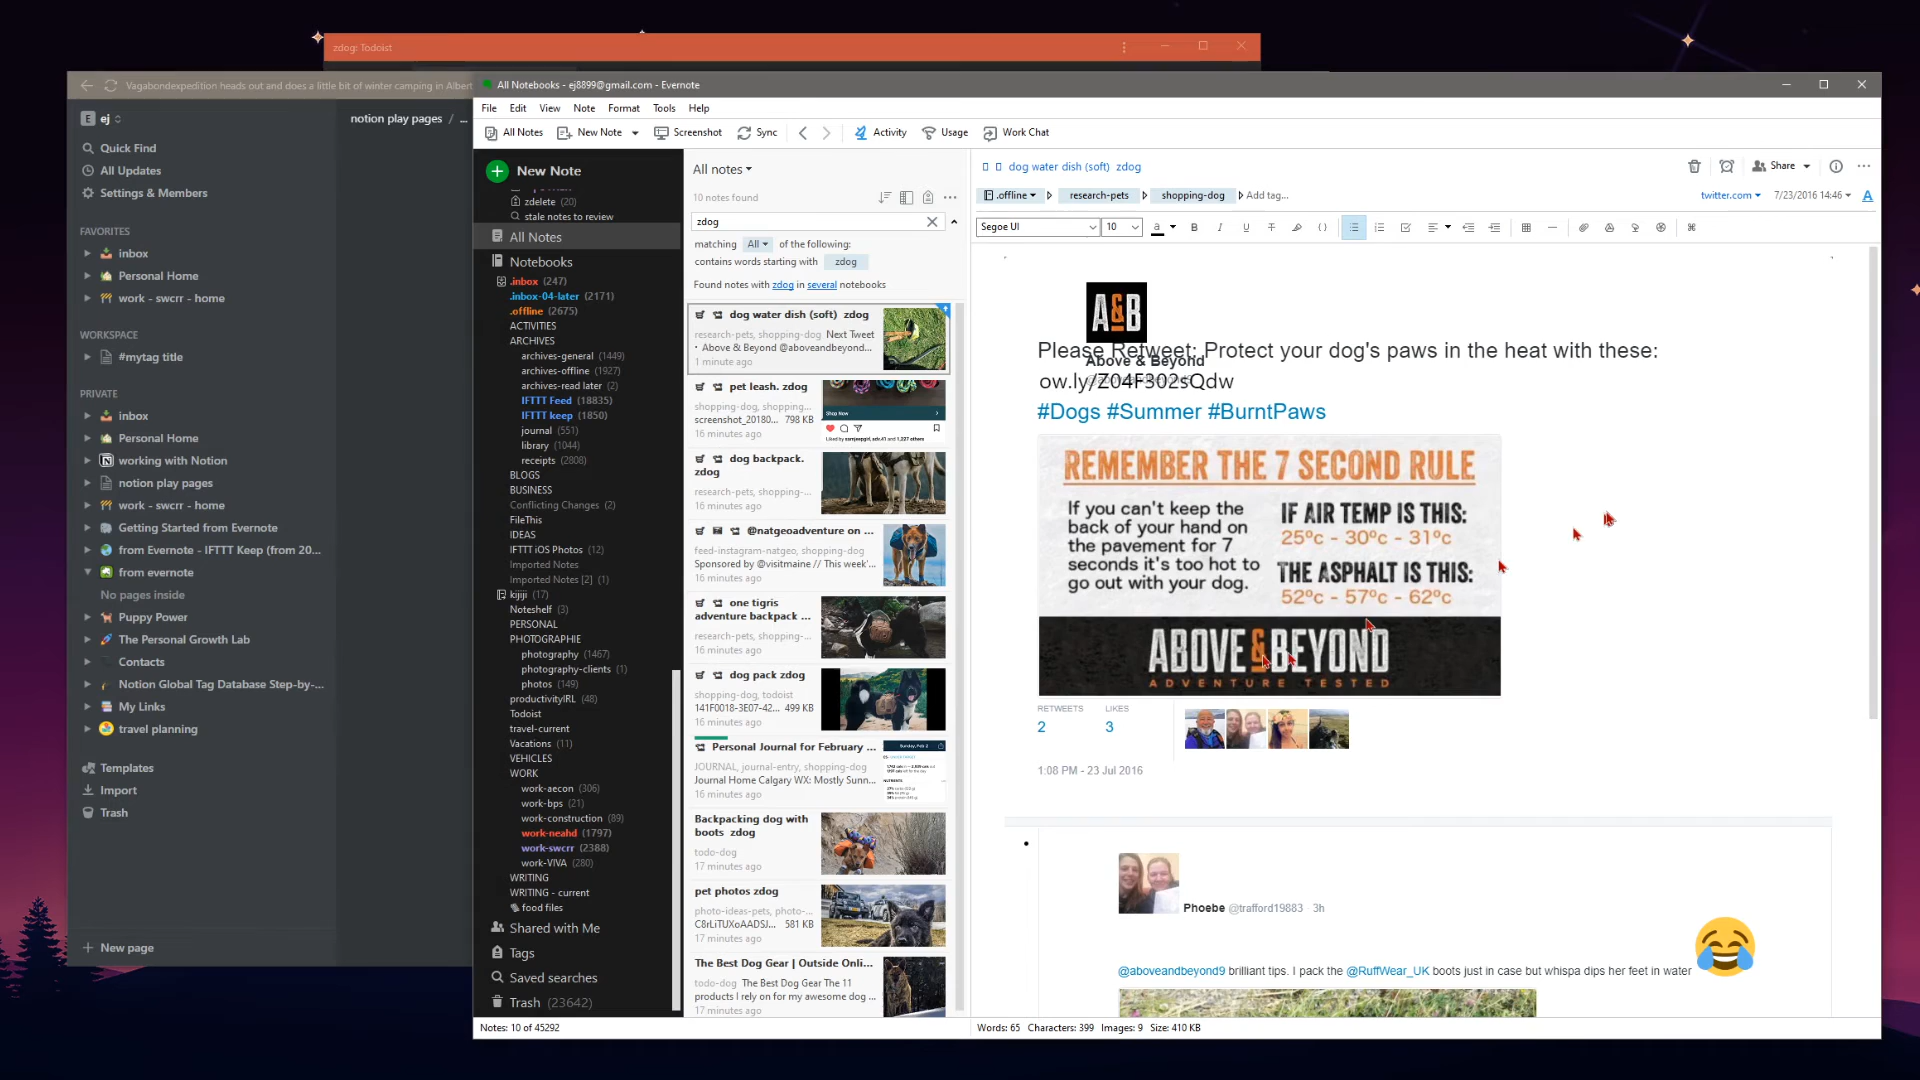 zdog: Todoist
Vagabondexpedition heads out and does a little bit of winter camping in Albert
E ej
Quick Find
All Updates
Settings & Members
FAVORITES
inbox
Personal Home
work - swcrr - home
WORKSPACE
#mytag title
PRIVATE
inbox
Personal Home
working with Notion
notion play pages
work - swcrr - home
Getting Started from Evernote
from Evernote - IFTTT Keep (from 20...
from evernote
No pages inside
Puppy Power
The Personal Growth Lab
Contacts
Notion Global Tag Database Step-by-...
My Links
travel planning
Templates
Import
Trash
New page
notion play pages / ...
All Notebooks - ej8899@gmail.com - Evernote
File Edit View Note Format Tools Help
All Notes New Note Screenshot Sync Activity Usage Work Chat
New Note
zdelete (20)
stale notes to review
All Notes
Notebooks
.inbox (247)
.inbox-04-later (2171)
.offline (2675)
ACTIVITIES
ARCHIVES
archives-general (1449)
archives-offline (1927)
archives-read later (2)
IFTTT Feed (18835)
IFTTT keep (1850)
journal (551)
library (1044)
receipts (2808)
BLOGS
BUSINESS
Conflicting Changes (2)
FileThis
IDEAS
IFTTT iOS Photos (12)
Imported Notes
Imported Notes [2] (1)
kijiji (17)
Noteshelf (3)
PERSONAL
PHOTOGRAPHIE
photography (1467)
photography-clients (1)
photos (149)
productivityIRL (48)
Todoist
travel-current
Vacations (11)
VEHICLES
WORK
work-aecon (306)
work-bps (21)
work-construction (89)
work-neahd (1797)
work-swcrr (2388)
work-VIVA (280)
WRITING
WRITING - current
food files
Shared with Me
Tags
Saved searches
Trash (23642)
Notes: 10 of 45292
All notes
10 notes found
zdog
matching All of the following:
contains words starting with zdog
Found notes with zdog in several notebooks
dog water dish (soft) zdog
research-pets, shopping-dog Next Tweet
• Above & Beyond @aboveandbeyond...
1 minute ago
pet leash. zdog
shopping-dog, shopping-...
screenshot_20180... 798 KB
16 minutes ago
Shop Now
dog backpack.
zdog
research-pets, shopping-...
16 minutes ago
@natgeoadventure on ...
feed-instagram-natgeo, shopping-dog
Sponsored by @visitmaine // This week'...
16 minutes ago
one tigris
adventure backpack ...
research-pets, shopping-...
16 minutes ago
dog pack zdog
shopping-dog, todoist
141F0018-3E07-42... 499 KB
16 minutes ago
Personal Journal for February ...
JOURNAL, journal-entry, shopping-dog
Journal Home Calgary WX: Mostly Sunn...
16 minutes ago
Backpacking dog with
boots zdog
todo-dog
17 minutes ago
pet photos zdog
photo-ideas-pets, photo-...
C8rLiTUXoAADSJ... 581 KB
17 minutes ago
The Best Dog Gear | Outside Onli...
todo-dog The Best Dog Gear The 11
products I rely on for my awesome dog ...
17 minutes ago
dog water dish (soft) zdog
Share
.offline research-pets shopping-dog Add tag...
twitter.com 7/23/2016 14:46
Segoe UI 10
A&B
Please Retweet: Protect your dog's paws in the heat with these:
Above & Beyond
ow.ly/Z04F302sQdw
#Dogs #Summer #BurntPaws
REMEMBER THE 7 SECOND RULE
If you can't keep the
back of your hand on
the pavement for 7
seconds it's too hot to
go out with your dog.
IF AIR TEMP IS THIS:
25ºc - 30ºc - 31ºc
THE ASPHALT IS THIS:
52ºc - 57ºc - 62ºc
ABOVE & BEYOND
ADVENTURE TESTED
RETWEETS LIKES
2 3
1:08 PM - 23 Jul 2016
Phoebe @trafford19883 3h
@aboveandbeyond9 brilliant tips. I pack the @RuffWear_UK boots just in case but whispa dips her feet in water
Words: 65 Characters: 399 Images: 9 Size: 410 KB